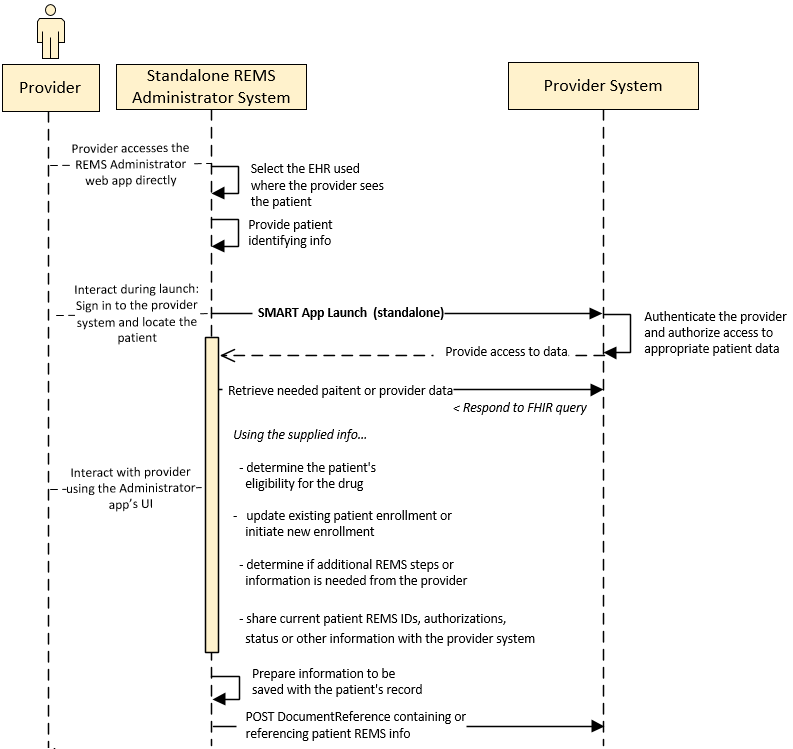 Provider
Standalone REMS
Administrator System
Provider System
Provider accesses the
REMS Administrator
web app directly
Select the EHR used
where the provider sees
the patient
Provide patient
identifying info
Interact during launch:
Sign in to the provider
system and locate the
patient
SMART App Launch (standalone)
Authenticate the provider
and authorize access to
appropriate patient data
Provide access to data
Retrieve needed paitent or provider data
< Respond to FHIR query
Using the supplied info...
- determine the patient's
eligibility for the drug
Interact with provider
using the Administrator
app's UI
- update existing patient enrollment or
initiate new enrollment
- determine if additional REMS steps or
information is needed from the provider
- share current patient REMS IDs, authorizations,
status or other information with the provider system
Prepare information to be
saved with the patient's record
POST DocumentReference containing or
referencing patient REMS info